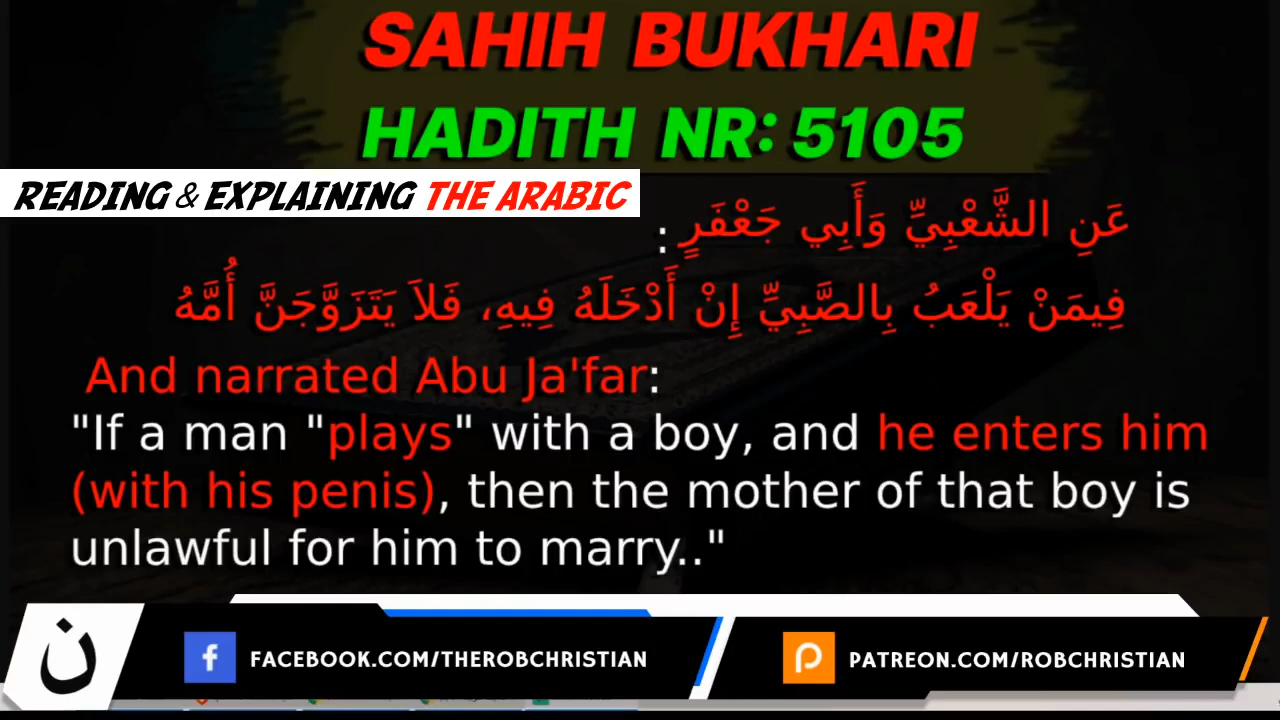 SAHIH BUKHARI
HADITH NR: 5105
READING & EXPLAINING THE ARABIC
عَنِ الشَّعْبِيِّ وَأَبِي جَعْفَرٍ :
فِيمَنْ يَلْعَبُ بِالصَّبِيِّ إِنْ أَدْخَلَهُ فِيهِ، فَلاَ يَتَزَوَّجَنَّ أُمَّهُ
And narrated Abu Ja'far:
"If a man "plays" with a boy, and he enters him
(with his penis), then the mother of that boy is
unlawful for him to marry.."
ن
FACEBOOK.COM/THEROBCHRISTIAN
PATREON.COM/ROBCHRISTIAN